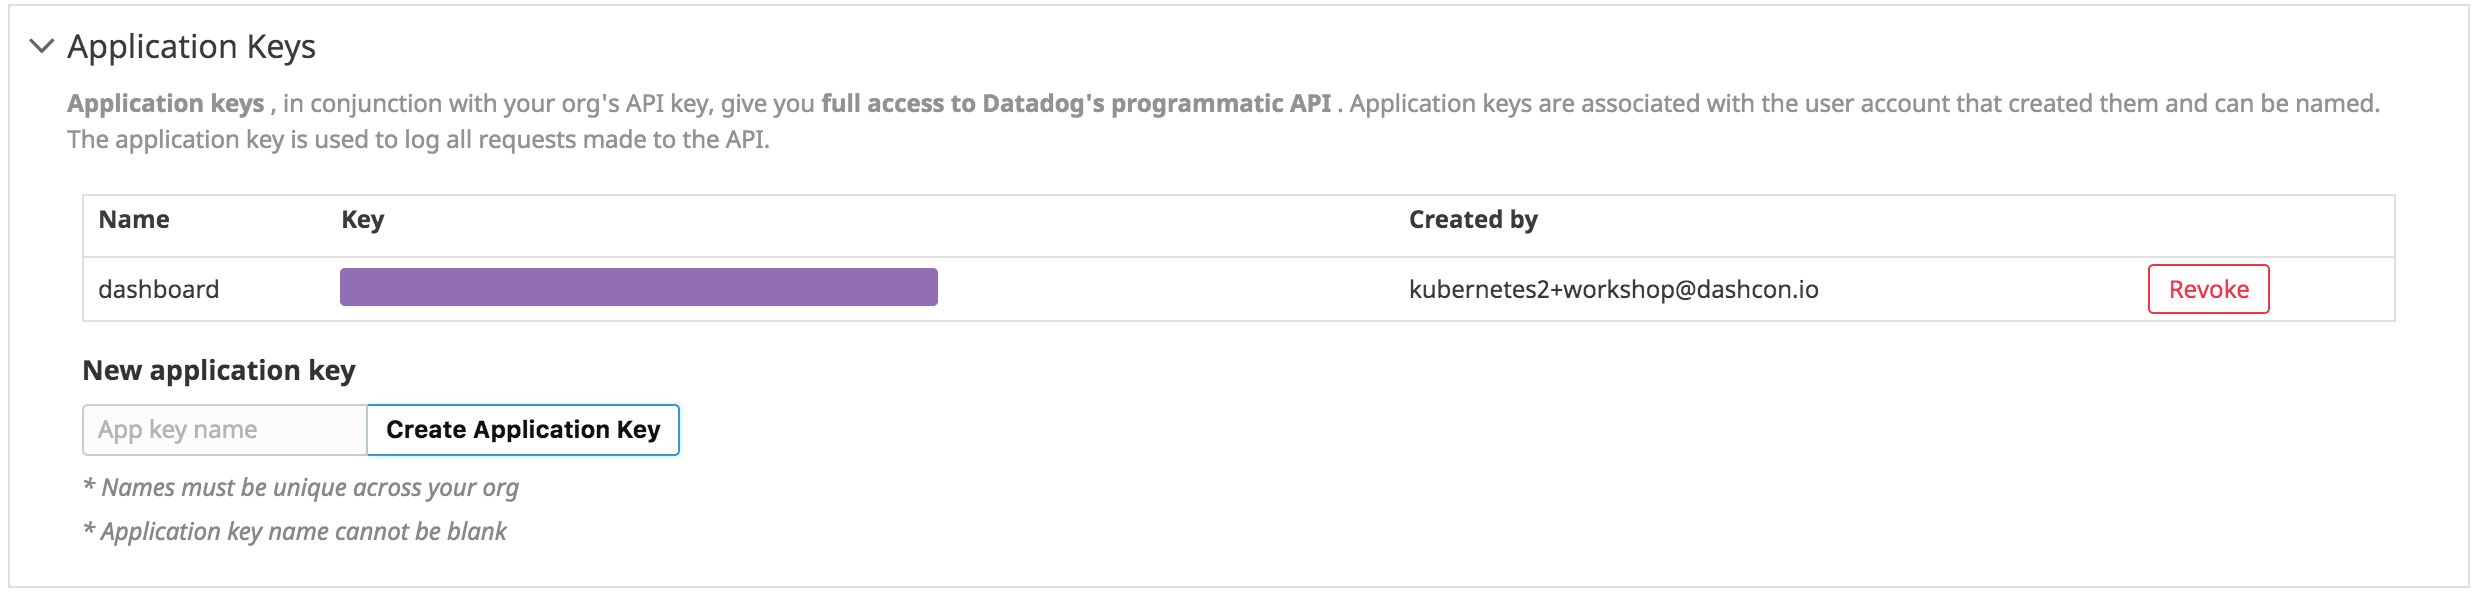 Application Keys
Application keys , in conjunction with your org's API key, give you full access to Datadog's programmatic API . Application keys are associated with the user account that created them and can be named.
The application key is used to log all requests made to the API.
Name Key Created by
dashboard kubernetes2+workshop@dashcon.io Revoke
New application key
App key name Create Application Key
* Names must be unique across your org
* Application key name cannot be blank